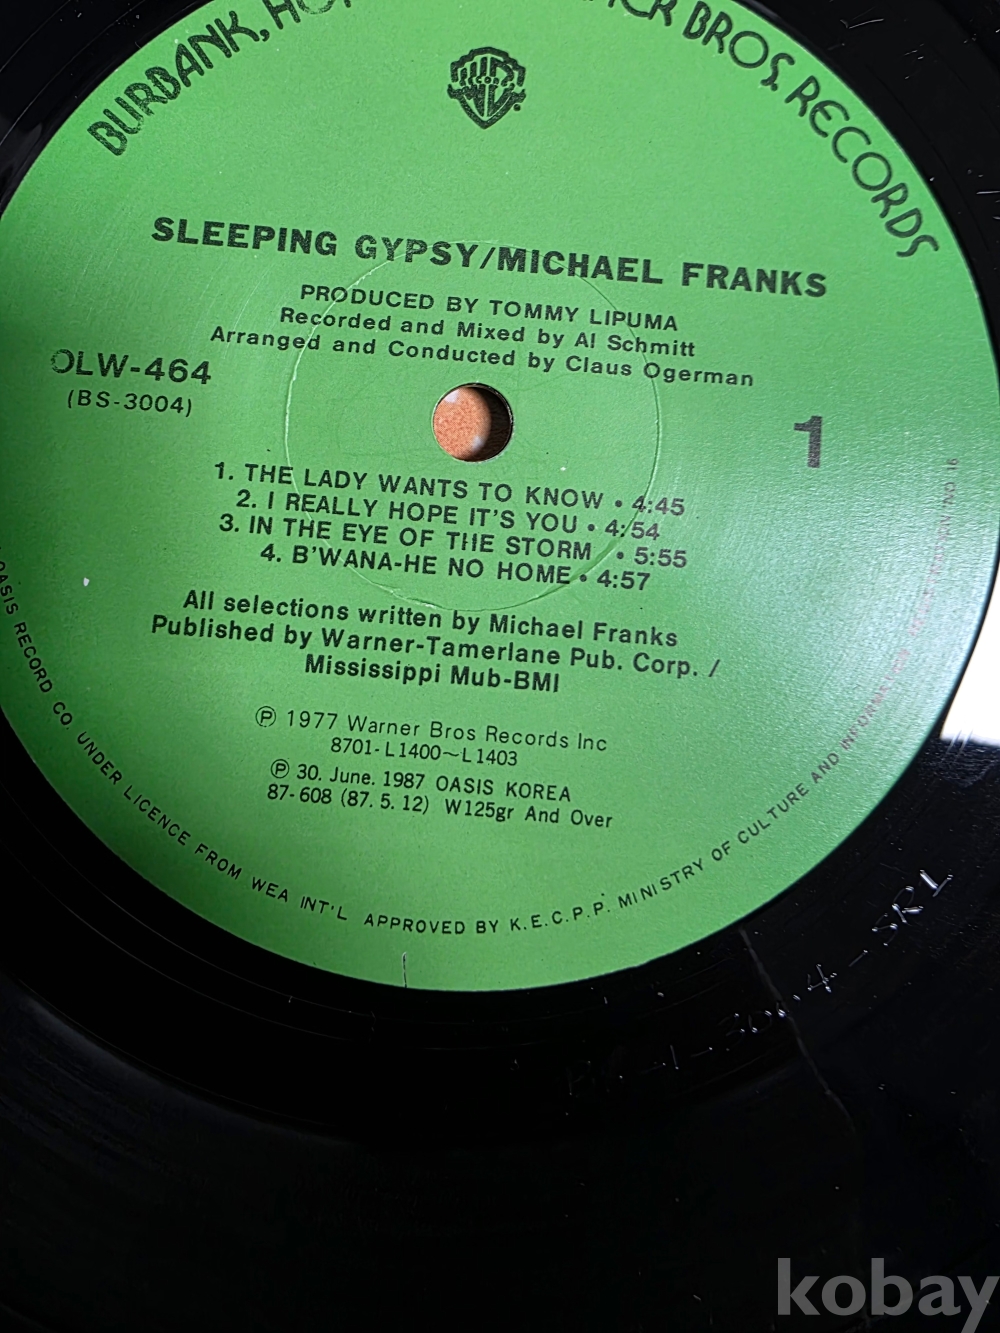 BURBANK,
BROS. RECORDS
SLEEPING GYPSY/MICHAEL FRANKS
PRODUCED BY TOMMY LIPUMA
Recorded and Mixed by Al Schmitt
Arranged and Conducted by Claus Ogerman
OLW-464
(BS-3004)
1
1. THE LADY WANTS TO KNOW • 4:45
2. I REALLY HOPE IT'S YOU • 4:54
3. IN THE EYE OF THE STORM • 5:55
4. B'WANA-HE NO HOME • 4:57
All selections written by Michael Franks
Published by Warner-Tamerlane Pub. Corp. /
Mississippi Mub-BMI
℗ 1977 Warner Bros Records Inc
8701-L1400~L1403
℗ 30. June. 1987 OASIS KOREA
87-608 (87. 5. 12) W125gr And Over
OASIS RECORD CO. UNDER LICENCE FROM WEA INT'L APPROVED BY K.E.C.P.P. MINISTRY OF CULTURE AND INFORMATION
kobay